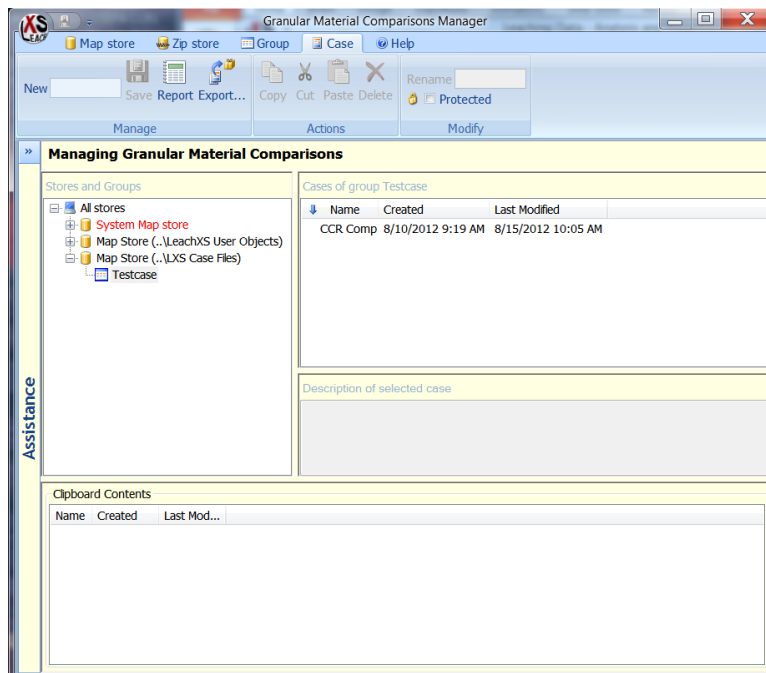 Granular Material Comparisons Manager
XS
LEACH
Map store Zip store Group Case Help
New Save Report Export... Copy Cut Paste Delete Rename
Protected
Manage Actions Modify
» Managing Granular Material Comparisons
Stores and Groups
All stores
System Map store
Map Store (..\LeachXS User Objects)
Map Store (..\LXS Case Files)
Testcase
Cases of group Testcase
Name Created Last Modified
CCR Comp 8/10/2012 9:19 AM 8/15/2012 10:05 AM
Description of selected case
Assistance
Clipboard Contents
Name Created Last Mod...